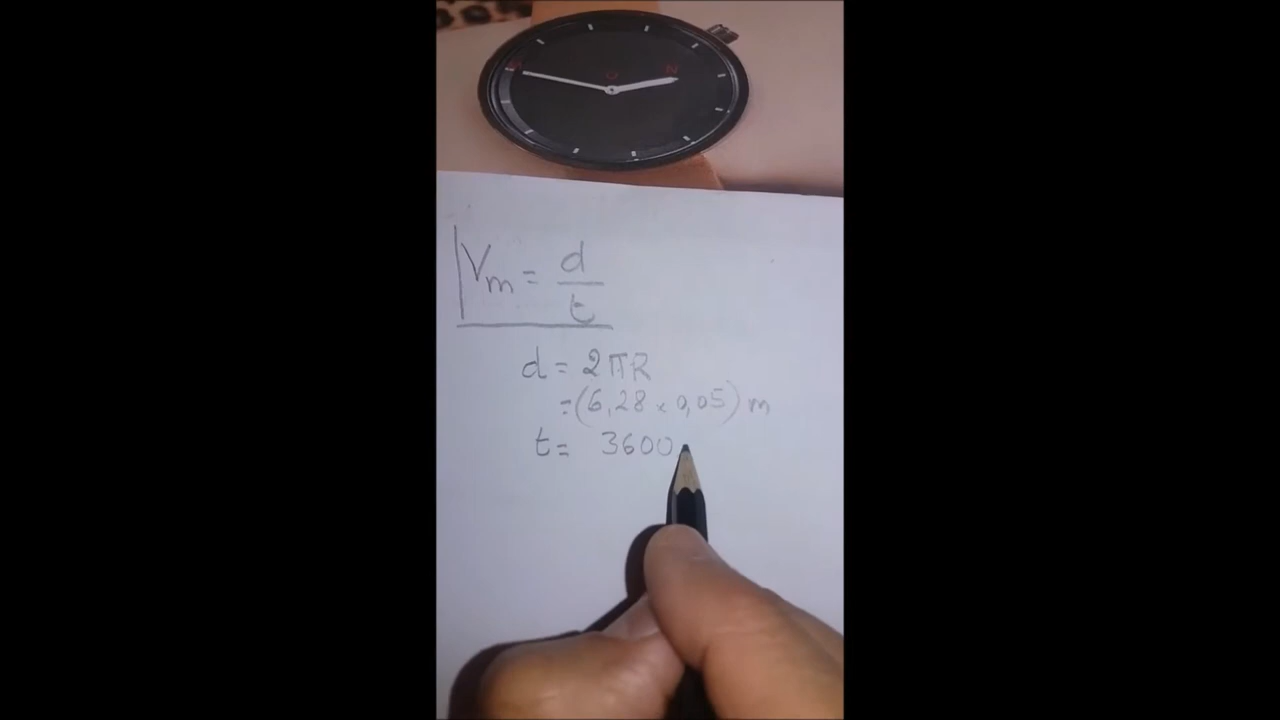 O N
Vm = d/t
d = 2πR
= (6,28 × 0,05) m
t = 3600